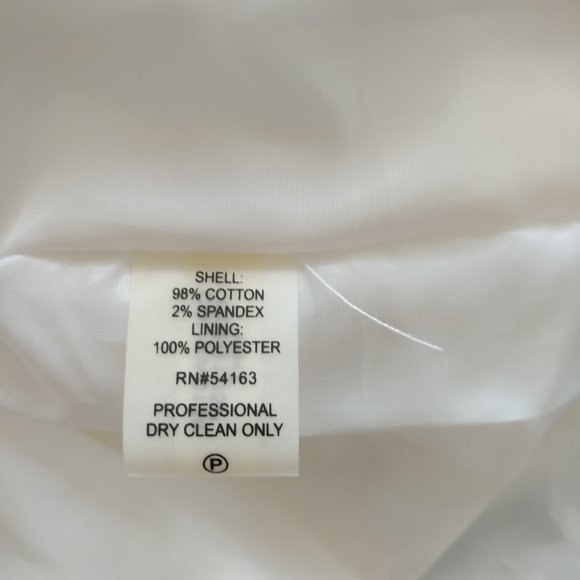 SHELL:
98% COTTON
2% SPANDEX
LINING:
100% POLYESTER
RN#54163
PROFESSIONAL
DRY CLEAN ONLY
P